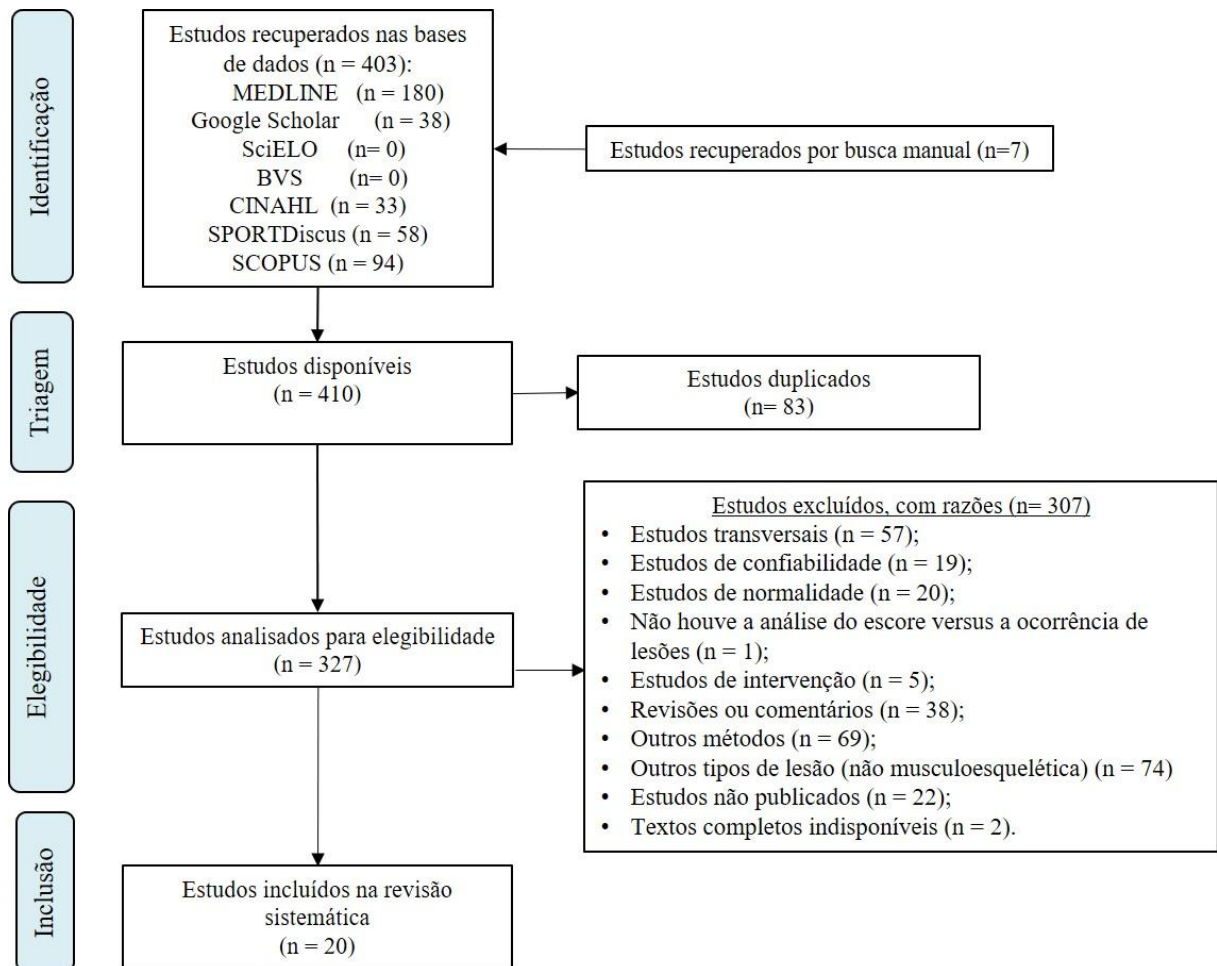 Identificação
Estudos recuperados nas bases
de dados (n = 403):
MEDLINE (n = 180)
Google Scholar (n = 38)
SciELO (n= 0)
BVS (n= 0)
CINAHL (n = 33)
SPORTDiscus (n = 58)
SCOPUS (n = 94)
Estudos recuperados por busca manual (n=7)
Triagem
Estudos disponíveis
(n = 410)
Estudos duplicados
(n= 83)
Elegibilidade
Estudos analisados para elegibilidade
(n = 327)
Estudos excluídos, com razões (n= 307)
• Estudos transversais (n = 57);
• Estudos de confiabilidade (n = 19);
• Estudos de normalidade (n = 20);
• Não houve a análise do escore versus a ocorrência de
lesões (n = 1);
• Estudos de intervenção (n = 5);
• Revisões ou comentários (n = 38);
• Outros métodos (n = 69);
• Outros tipos de lesão (não musculoesquelética) (n = 74)
• Estudos não publicados (n = 22);
• Textos completos indisponíveis (n = 2).
Inclusão
Estudos incluídos na revisão
sistemática
(n = 20)